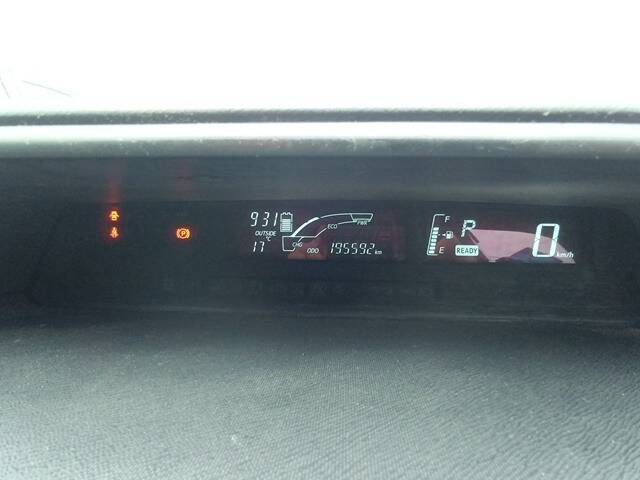 931
OUTSIDE
17 °C
ECO
PWR
CHG
ODO 195592 km
F
E
P
READY
0 km/h
(P)